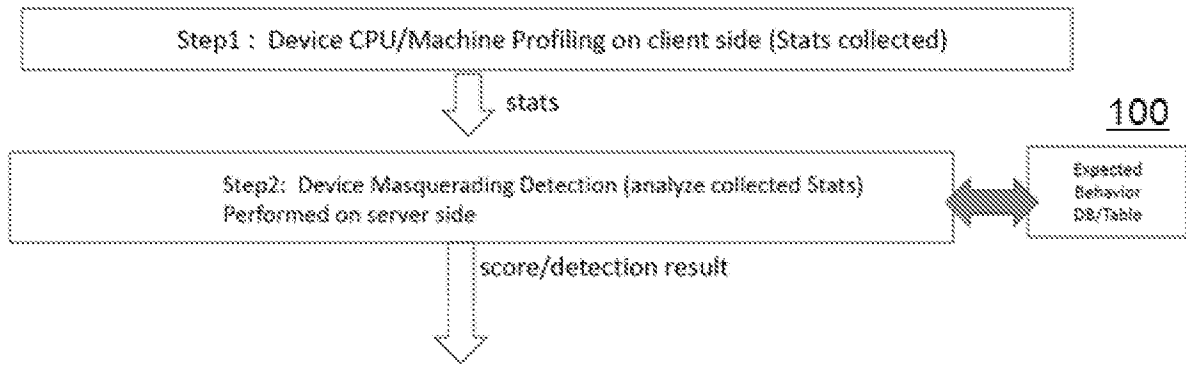 Step1 : Device CPU/Machine Profiling on client side (Stats collected)
stats
100
Step2: Device Masquerading Detection (analyze collected Stats)
Performed on server side
Expected
Behavior
DB/Table
score/detection result